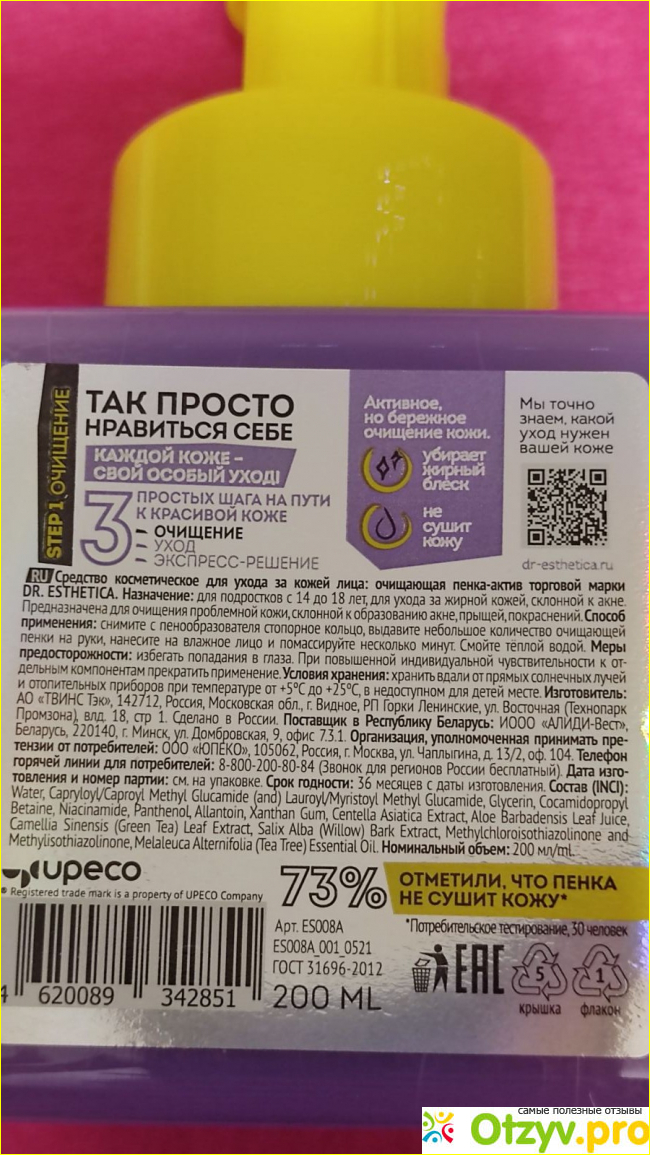 STEP 1 ОЧИЩЕНИЕ
ТАК ПРОСТО
НРАВИТЬСЯ СЕБЕ
КАЖДОЙ КОЖЕ –
СВОЙ ОСОБЫЙ УХОД!
3 ПРОСТЫХ ШАГА НА ПУТИ
К КРАСИВОЙ КОЖЕ
– ОЧИЩЕНИЕ
– УХОД
– ЭКСПРЕСС-РЕШЕНИЕ
Активное,
но бережное
очищение кожи.
убирает
жирный
блеск
не
сушит
кожу
Мы точно
знаем, какой
уход нужен
вашей коже
dr-esthetica.ru
RU Средство косметическое для ухода за кожей лица: очищающая пенка-актив торговой марки
DR. ESTHETICA. Назначение: для подростков с 14 до 18 лет, для ухода за жирной кожей, склонной к акне.
Предназначена для очищения проблемной кожи, склонной к образованию акне, прыщей, покраснений. Способ
применения: снимите с пенообразователя стопорное кольцо, выдавите небольшое количество очищающей
пенки на руки, нанесите на влажное лицо и помассируйте несколько минут. Смойте тёплой водой. Меры
предосторожности: избегать попадания в глаза. При повышенной индивидуальной чувствительности к от-
дельным компонентам прекратить применение. Условия хранения: хранить вдали от прямых солнечных лучей
и отопительных приборов при температуре от +5°С до +25°С, в недоступном для детей месте. Изготовитель:
АО «ТВИНС Тэк», 142712, Россия, Московская обл., г. Видное, РП Горки Ленинские, ул. Восточная (Технопарк
Промзона), влд. 18, стр 1. Сделано в России. Поставщик в Республику Беларусь: ИООО «АЛИДИ-Вест»,
Беларусь, 220140, г. Минск, ул. Домбровская, 9, офис 7.3.1. Организация, уполномоченная принимать пре-
тензии от потребителей: ООО «ЮПЕКО», 105062, Россия, г. Москва, ул. Чаплыгина, д. 13/2, оф. 104. Телефон
горячей линии для потребителей: 8-800-200-80-84 (Звонок для регионов России бесплатный). Дата изго-
товления и номер партии: см. на упаковке. Срок годности: 36 месяцев с даты изготовления. Состав (INCI):
Water, Capryloyl/Caproyl Methyl Glucamide (and) Lauroyl/Myristoyl Methyl Glucamide, Glycerin, Cocamidopropyl
Betaine, Niacinamide, Panthenol, Allantoin, Xanthan Gum, Centella Asiatica Extract, Aloe Barbadensis Leaf Juice,
Camellia Sinensis (Green Tea) Leaf Extract, Salix Alba (Willow) Bark Extract, Methylchloroisothiazolinone and
Methylisothiazolinone, Melaleuca Alternifolia (Tea Tree) Essential Oil. Номинальный объем: 200 мл/ml.
upeco
® Registered trade mark is a property of UPECO Company
73% ОТМЕТИЛИ, ЧТО ПЕНКА
НЕ СУШИТ КОЖУ*
*Потребительское тестирование, 30 человек
Арт. ES008A
ES008A_001_0521
ГОСТ 31696-2012
200 ML
4 620089 342851
EAC
5
крышка
1
флакон
самые полезные отзывы
Otzyv.pro